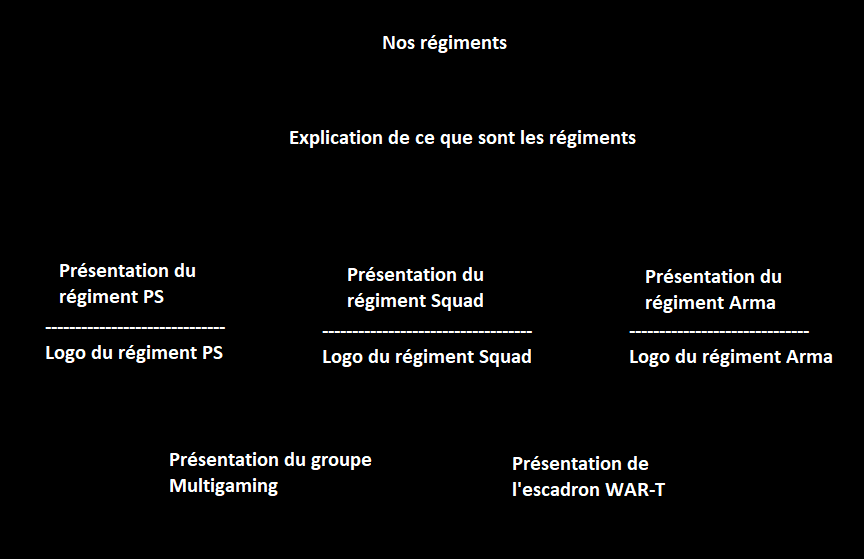 Nos régiments
Explication de ce que sont les régiments
Présentation du
régiment PS
------------------------------
Logo du régiment PS
Présentation du
régiment Squad
-----------------------------------
Logo du régiment Squad
Présentation du
régiment Arma
------------------------------
Logo du régiment Arma
Présentation du groupe
Multigaming
Présentation de
l'escadron WAR-T